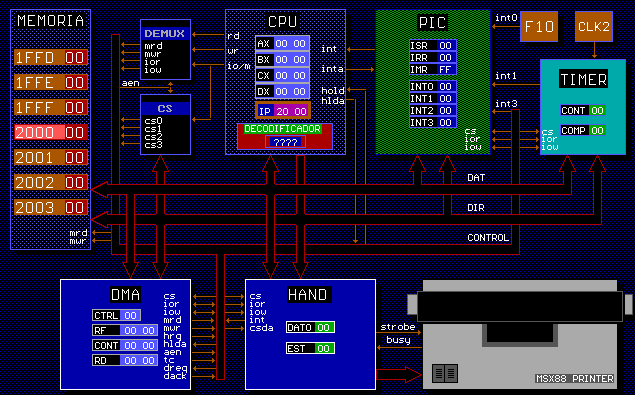 MEMORIA
1FFD 00
1FFE 00
1FFF 00
2000 00
2001 00
2002 00
2003 00
mrd
mwr
DEMUX
mrd
mwr
ior
iow
aen
CS
cs0
cs1
cs2
cs3
rd
wr
io/m
CPU
AX 00 00
BX 00 00
CX 00 00
DX 00 00
IP 20 00
DECODIFICADOR
????
int
inta
hold
hlda
PIC
ISR 00
IRR 00
IMR FF
INT0 00
INT1 00
INT2 00
INT3 00
cs
ior
iow
int0
int1
int3
F10
CLK2
TIMER
CONT 00
COMP 00
cs
ior
iow
DAT
DIR
CONTROL
DMA
CTRL 00
RF 00 00
CONT 00 00
RD 00 00
cs
ior
iow
mrd
mwr
hrq
hlda
aen
tc
dreq
dack
HAND
cs
ior
iow
int
csda
DATO 00
EST 00
strobe
busy
MSX88 PRINTER